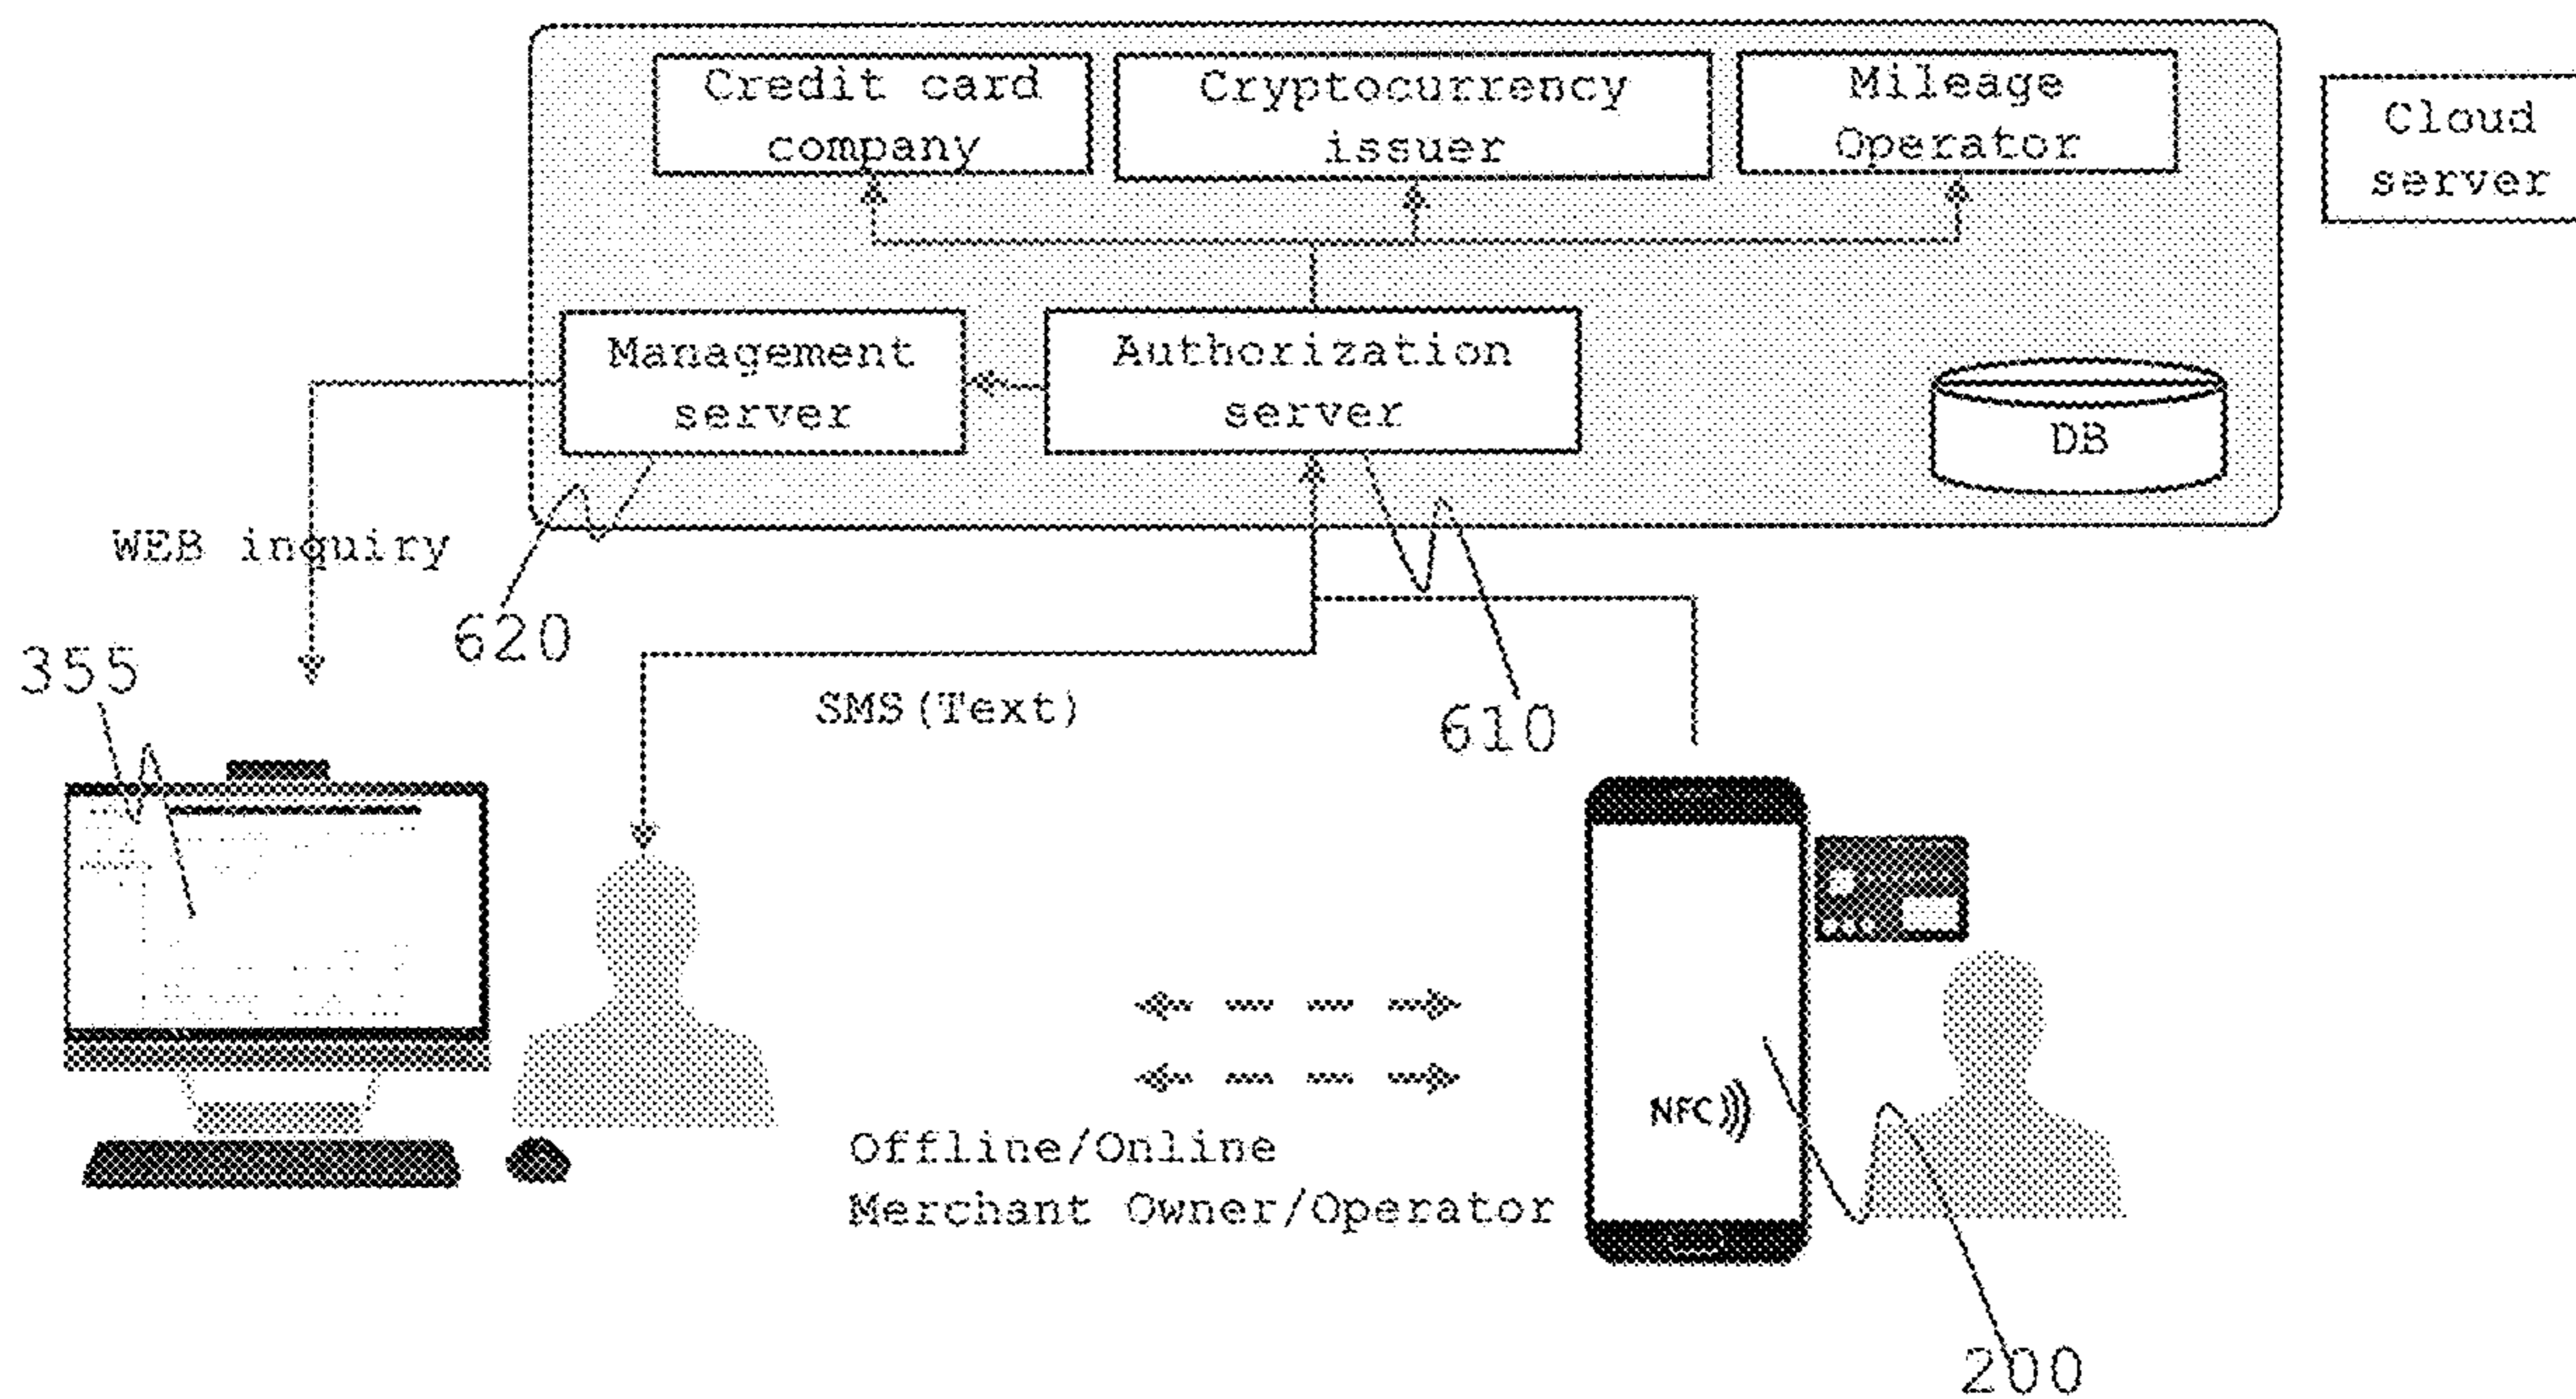 Credit card
company
Cryptocurrency
issuer
Mileage
Operator
Cloud
server
Management
server
Authorization
server
DB
WEB inquiry
620
355
SMS(Text)
610
NFC
Offline/Online
Merchant Owner/Operator
200